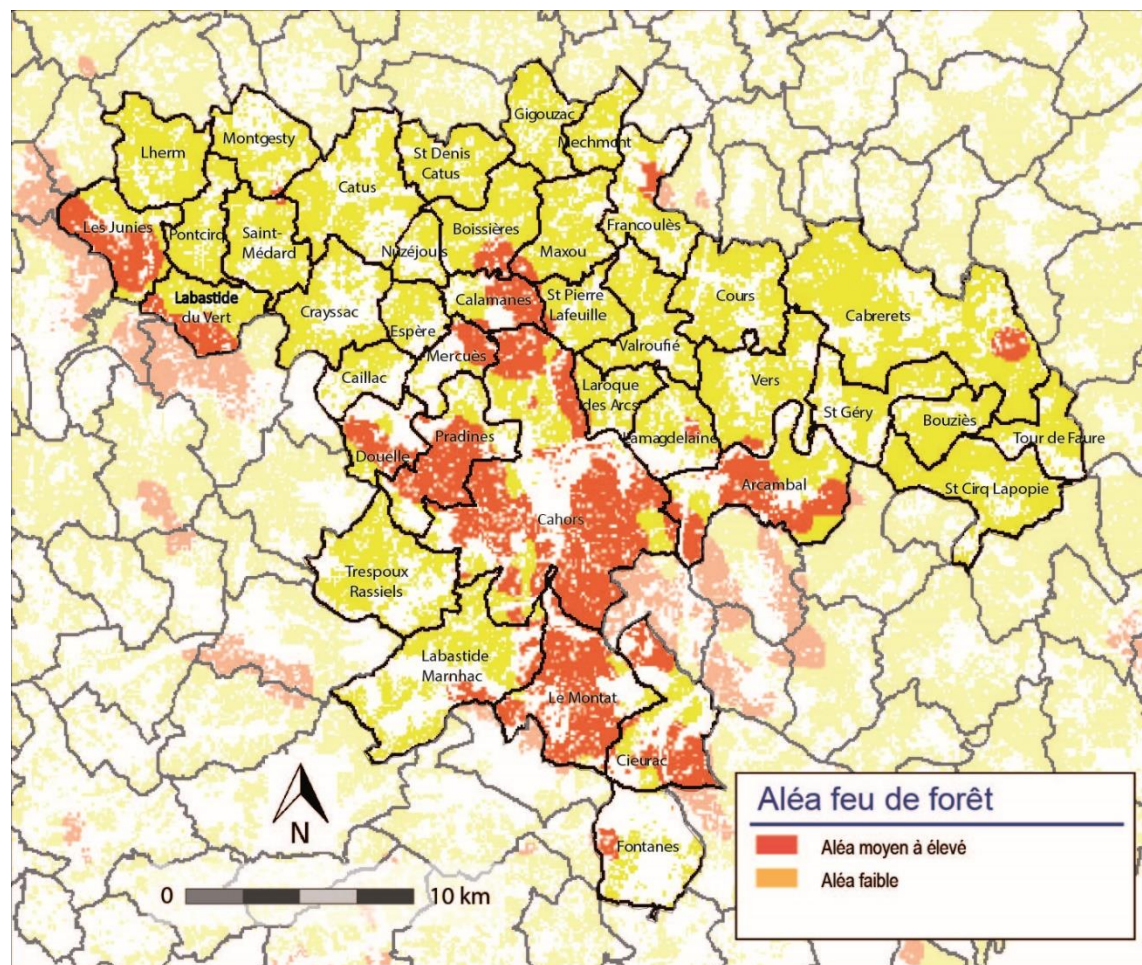 Gigouzac
Montgesty
Mechmont
Lherm
St Denis
Catus
Catus
Les Junies
Pontcirq
Saint-
Médard
Nuzéjouls
Boissières
Maxou
Francoulès
Labastide
du Vert
Crayssac
Espère
Calamanes
St Pierre
Lafeuille
Cours
Cabrerets
Mercuès
Valroufié
Caillac
Laroque
des Arcs
Vers
St Géry
Bouziès
Pradines
Lamagdelaine
Tour de Faure
Douelle
Arcambal
St Cirq Lapopie
Cahors
Trespoux
Rassiels
Labastide
Marnhac
Le Montat
Cieurac
Fontanes
N
0 10 km
Aléa feu de forêt
Aléa moyen à élevé
Aléa faible